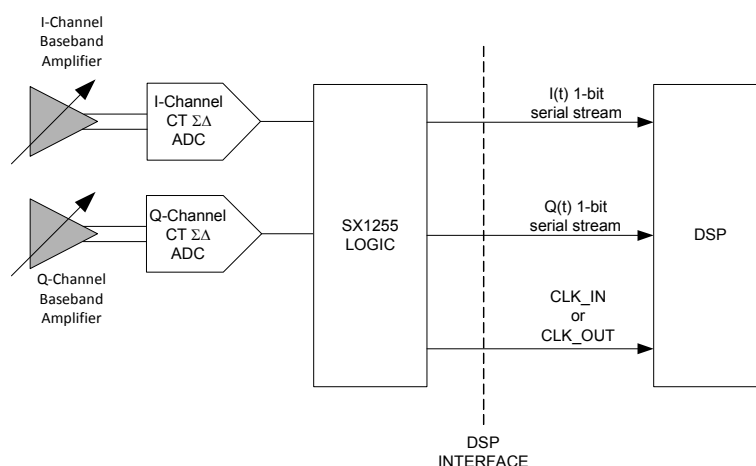 I-Channel
Baseband
Amplifier
I-Channel
CT ΣΔ
ADC
I(t) 1-bit
serial stream
Q-Channel
CT ΣΔ
ADC
SX1255
LOGIC
Q(t) 1-bit
serial stream
DSP
Q-Channel
Baseband
Amplifier
CLK_IN
or
CLK_OUT
DSP
INTERFACE